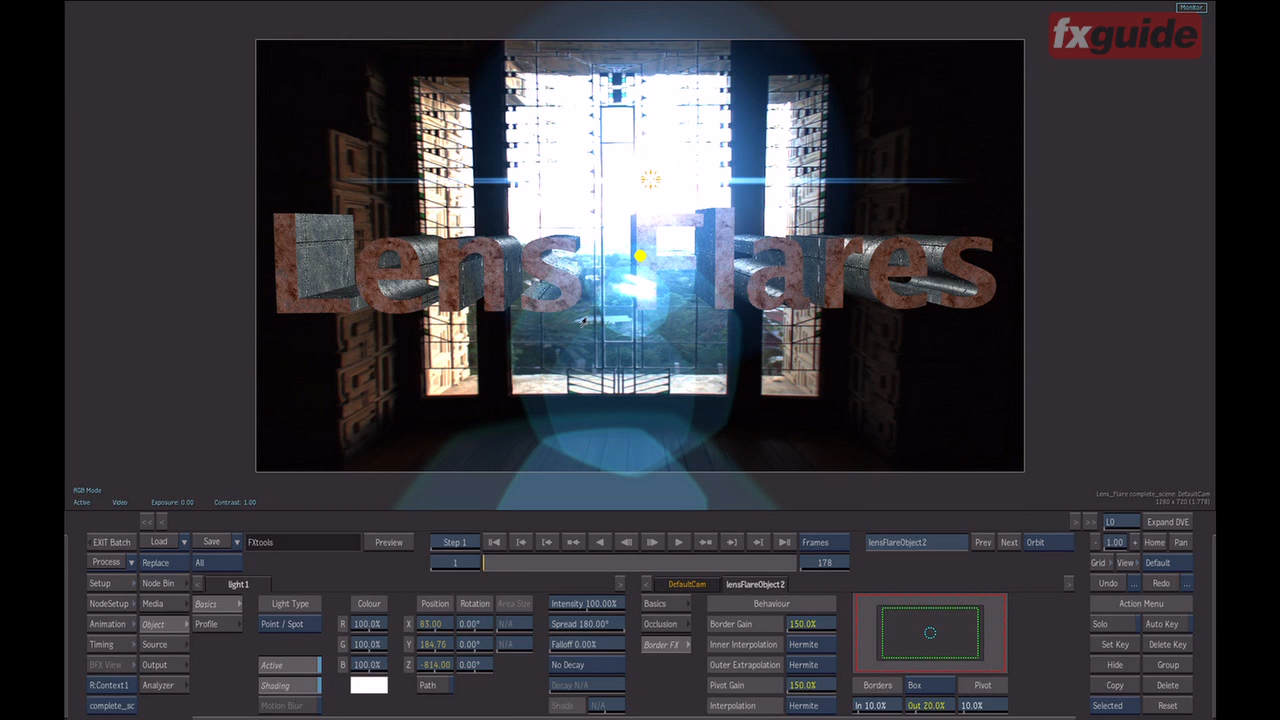 Monitor
fxguide
Lens Flares
RGB Mode
Active Video Exposure: 0.00 Contrast: 1.00
Lens_Flare complete_scene: DefaultCam
1280 x 720 (1.778)
<< < > >> L0 Expand DVE
EXIT Batch Load Save FXtools Preview Step 1 Frames lensFlareObject2 Prev Next Orbit - 1.00 + Home Pan
Process Replace All 1 178 Grid View Default
Setup Node Bin < light1 > < DefaultCam lensFlareObject2 > Undo ... Redo ...
NodeSetup Media Basics Light Type Colour Position Rotation Area Size Intensity 100.00% Basics Behaviour Action Menu
Animation Object Profile Point / Spot R 100.0% X 83.00 0.00° N/A Spread 180.00° Occlusion Border Gain 150.0% Solo Auto Key
Timing Source G 100.0% Y 184.76 0.00° N/A Falloff 0.00% Border FX Inner Interpolation Hermite Set Key Delete Key
BFX View Output Active B 100.0% Z -814.00 0.00° No Decay Outer Extrapolation Hermite Hide Group
R:Context1 Analyzer Shading Path Decay N/A Pivot Gain 150.0% Borders Box Pivot Copy Delete
complete_sc Motion Blur Shade N/A Interpolation Hermite In 10.0% Out 20.0% 10.0% Selected Reset